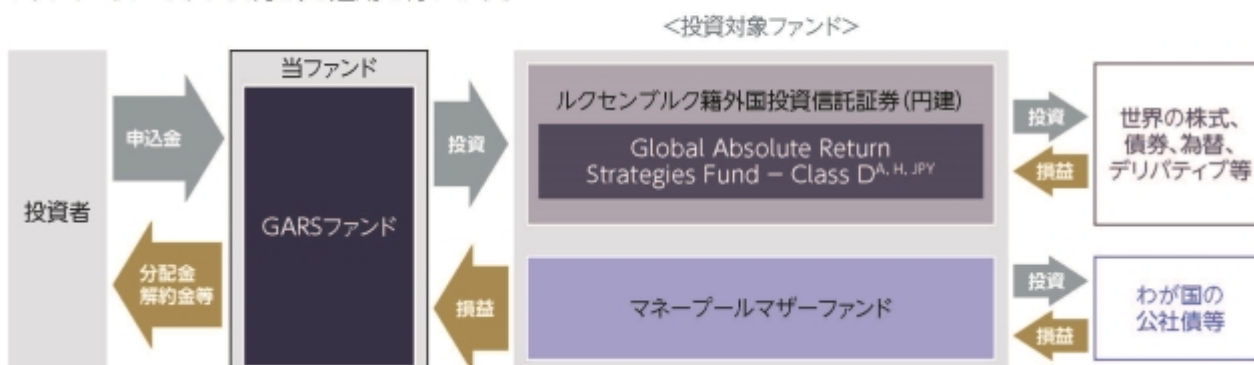 <投資対象ファンド>
投資者
申込金
分配金
解約金等
当ファンド
GARSファンド
投資
損益
ルクセンブルク籍外国投資信託証券(円建)
Global Absolute Return
Strategies Fund – Class Dᴬ, ᴴ, ᴶᴾʸ
マネープールマザーファンド
投資
損益
世界の株式、
債券、為替、
デリバティブ等
投資
損益
わが国の
公社債等